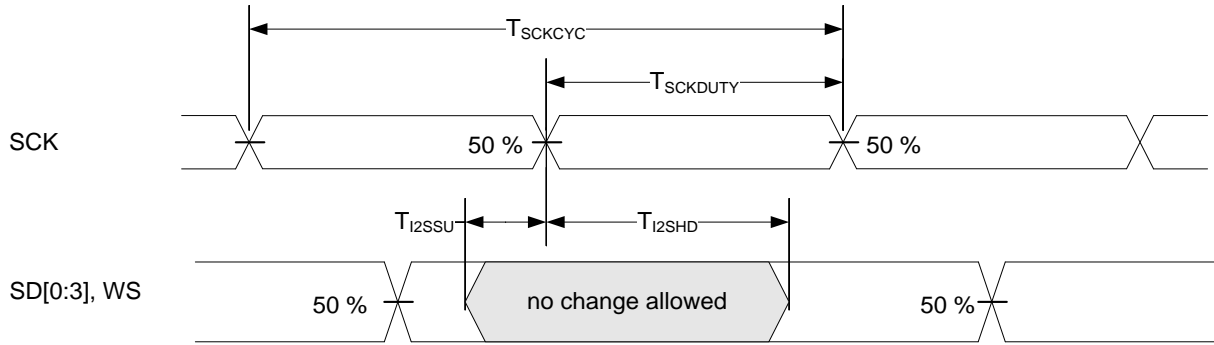 TSCKCYC
TSCKDUTY
SCK
50 %
50 %
TI2SSU
TI2SHD
SD[0:3], WS
50 %
no change allowed
50 %